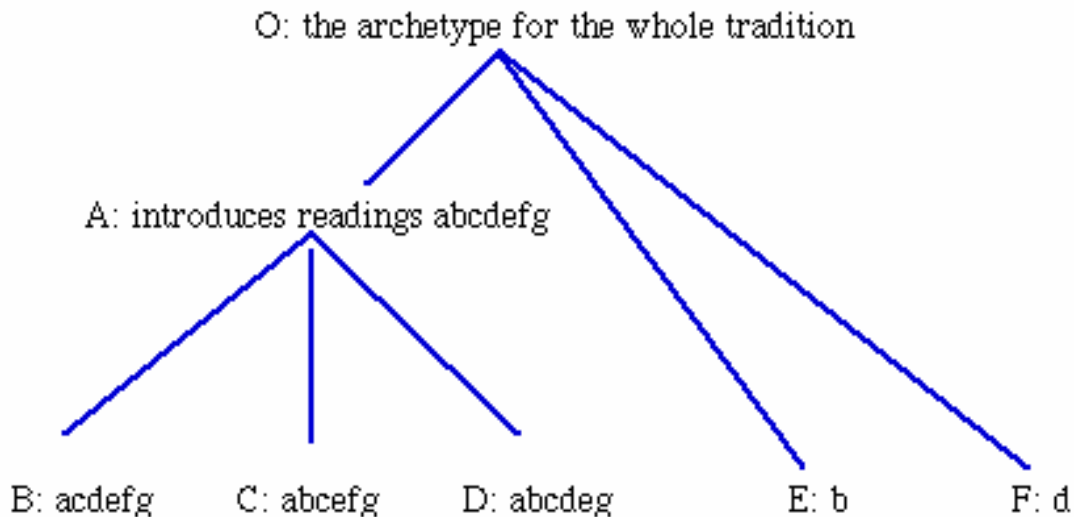 O: the archetype for the whole tradition
A: introduces readings abcdefg
B: acdefg C: abcefg D: abcdeg E: b F: d